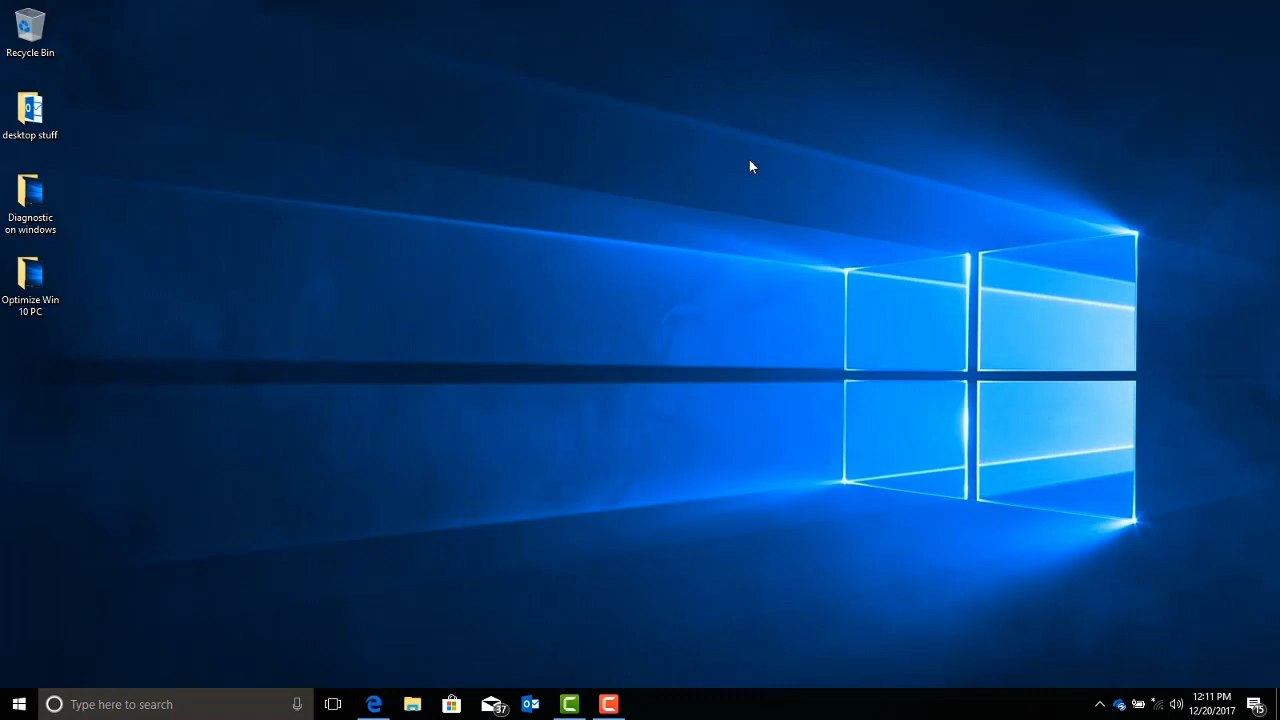 Recycle Bin
desktop stuff
Diagnostic
on windows
Optimize Win
10 PC
Type here to search
37
12:11 PM
12/20/2017
15